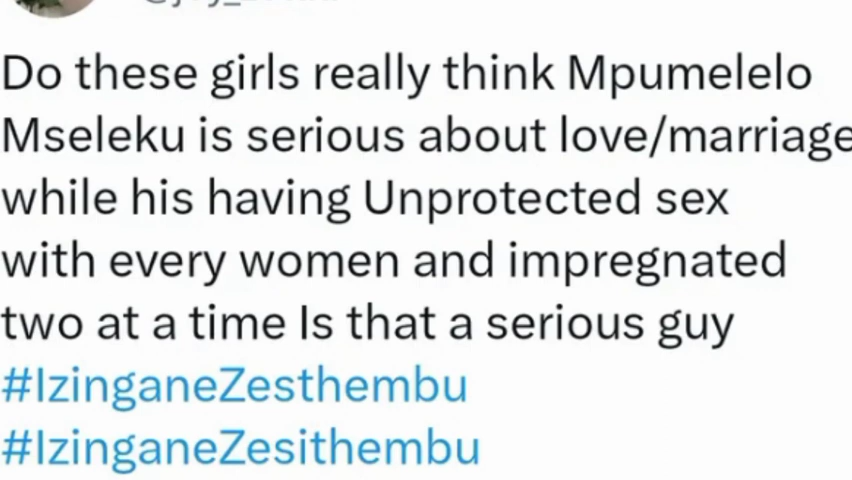 Do these girls really think Mpumelelo
Mseleku is serious about love/marriage
while his having Unprotected sex
with every women and impregnated
two at a time Is that a serious guy
#IzinganeZesthembu
#IzinganeZesithembu